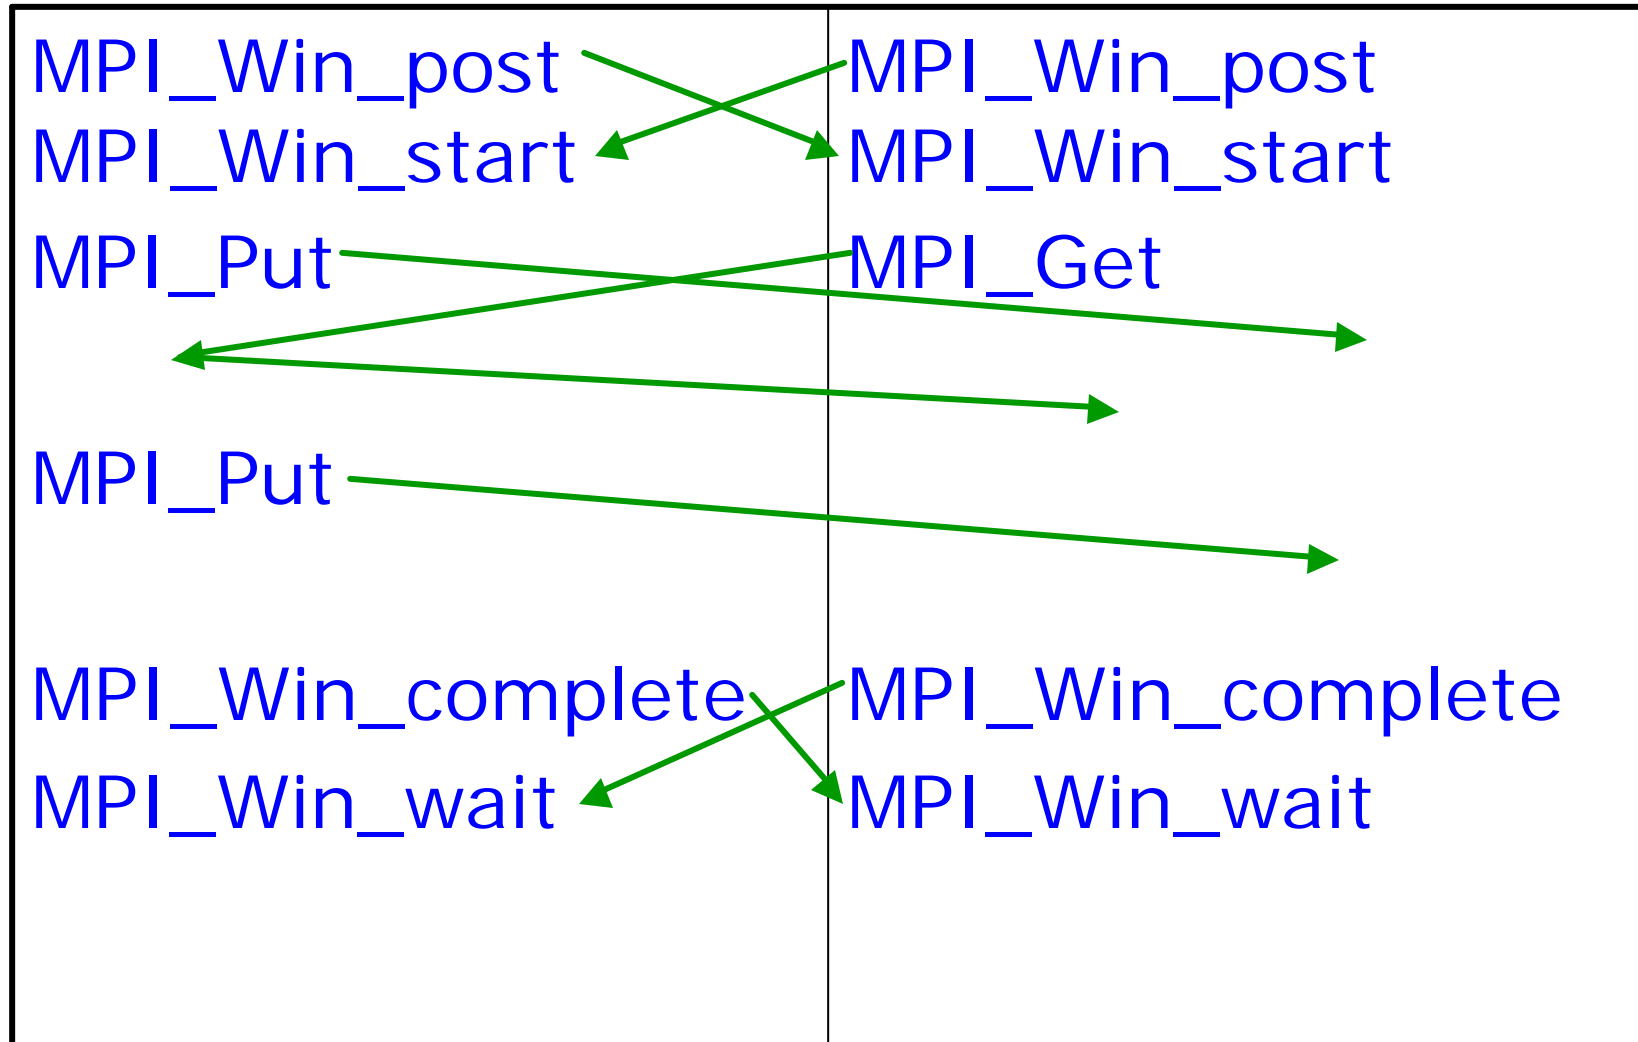 MPI_Win_post MPI_Win_post
MPI_Win_start MPI_Win_start
MPI_Put MPI_Get
MPI_Put
MPI_Win_complete MPI_Win_complete
MPI_Win_wait MPI_Win_wait